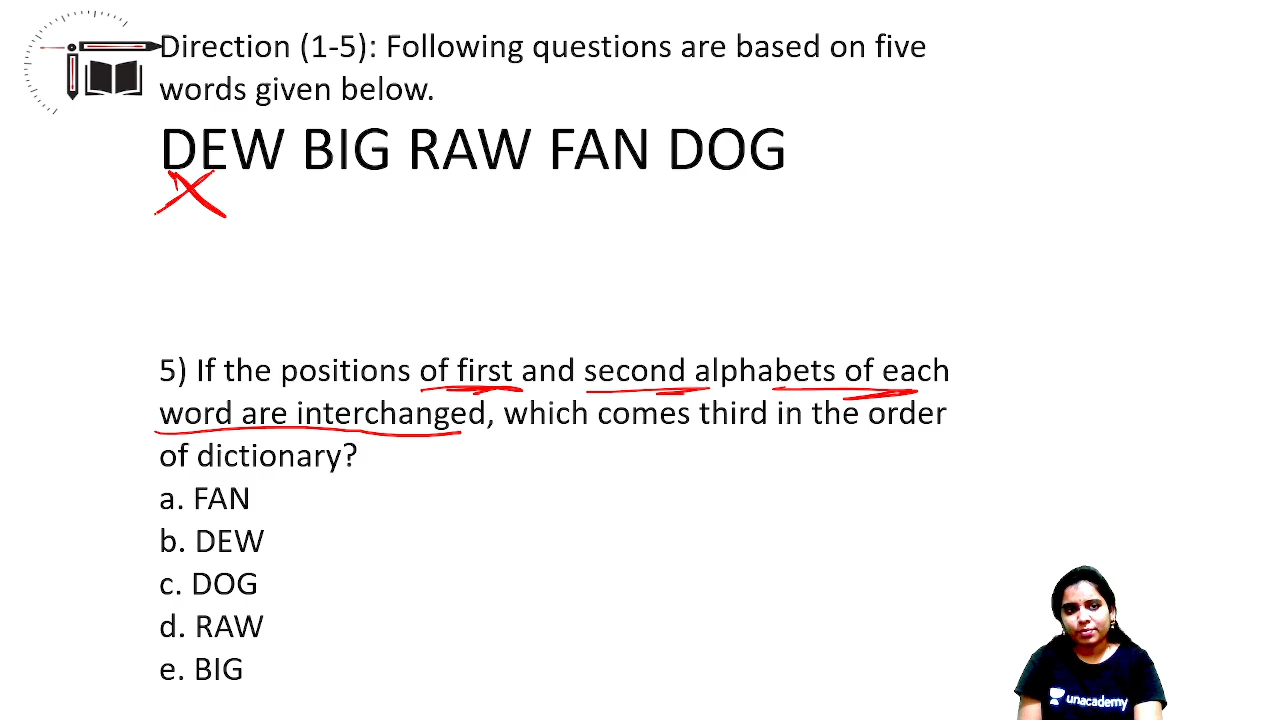 Direction (1-5): Following questions are based on five
words given below.
DEW BIG RAW FAN DOG
5) If the positions of first and second alphabets of each
word are interchanged, which comes third in the order
of dictionary?
a. FAN
b. DEW
c. DOG
d. RAW
e. BIG
unacademy